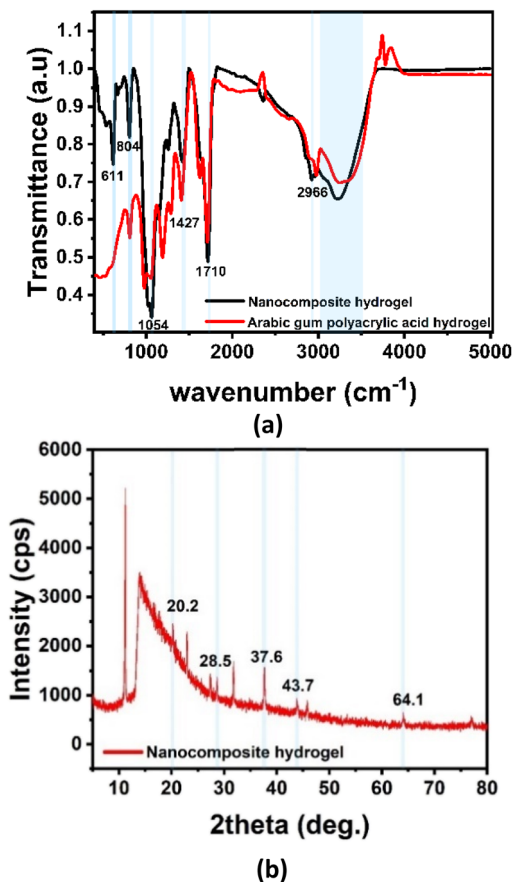 1.1
1.0
0.9
0.8
0.7
0.6
0.5
0.4
Transmittance (a.u)
611
804
1054
1427
1710
2966
Nanocomposite hydrogel
Arabic gum polyacrylic acid hydrogel
1000 2000 3000 4000 5000
wavenumber (cm⁻¹)
(a)
6000
5000
4000
3000
2000
1000
0
Intensity (cps)
20.2
28.5
37.6
43.7
64.1
Nanocomposite hydrogel
10 20 30 40 50 60 70 80
2theta (deg.)
(b)